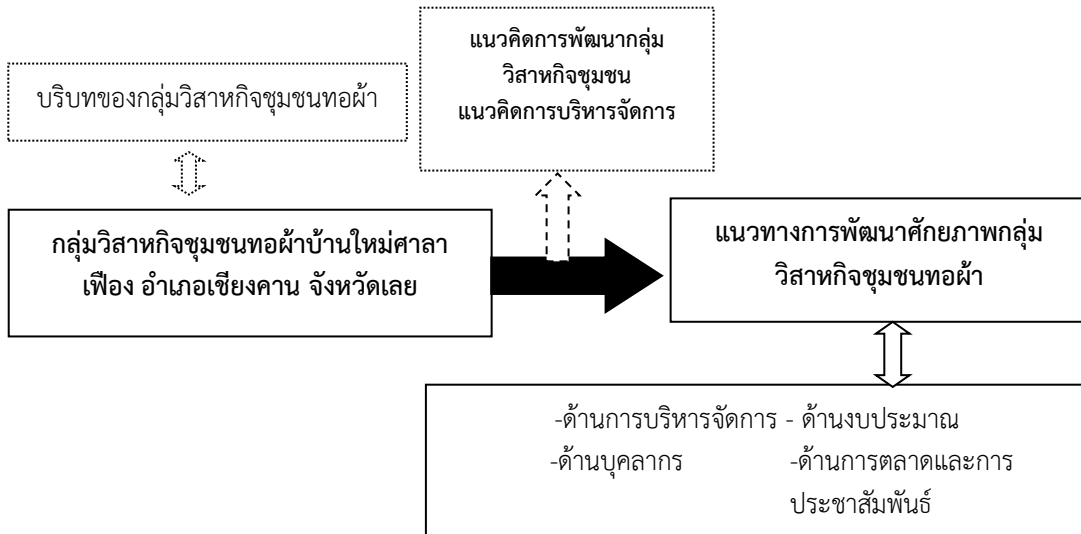 แนวคิดการพัฒนากลุ่ม
วิสาหกิจชุมชน
แนวคิดการบริหารจัดการ
บริบทของกลุ่มวิสาหกิจชุมชนทอผ้า
กลุ่มวิสาหกิจชุมชนทอผ้าบ้านใหม่ศาลา
เฟือง อำเภอเชียงคาน จังหวัดเลย
แนวทางการพัฒนาศักยภาพกลุ่ม
วิสาหกิจชุมชนทอผ้า
-ด้านการบริหารจัดการ - ด้านงบประมาณ
-ด้านบุคลากร -ด้านการตลาดและการ
ประชาสัมพันธ์